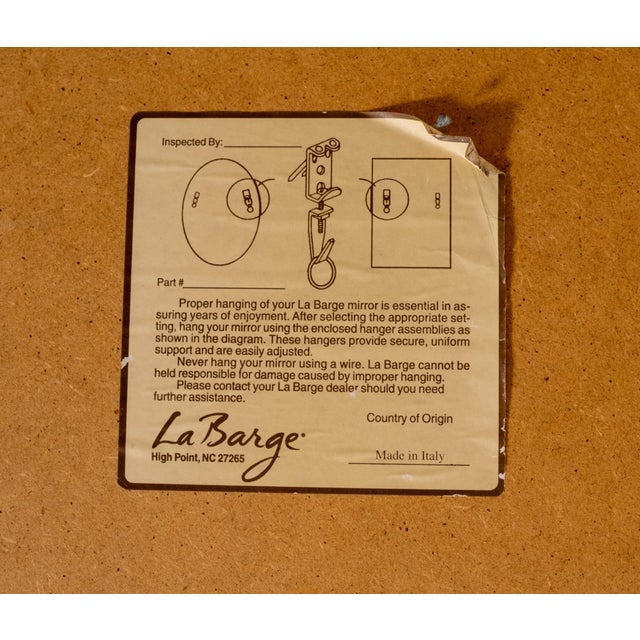 Inspected By:
Part #
Proper hanging of your La Barge mirror is essential in as-
suring years of enjoyment. After selecting the appropriate set-
ting, hang your mirror using the enclosed hanger assemblies as
shown in the diagram. These hangers provide secure, uniform
support and are easily adjusted.
Never hang your mirror using a wire. La Barge cannot be
held responsible for damage caused by improper hanging.
Please contact your La Barge dealer should you need
further assistance.
Country of Origin
La Barge
High Point, NC 27265
Made in Italy